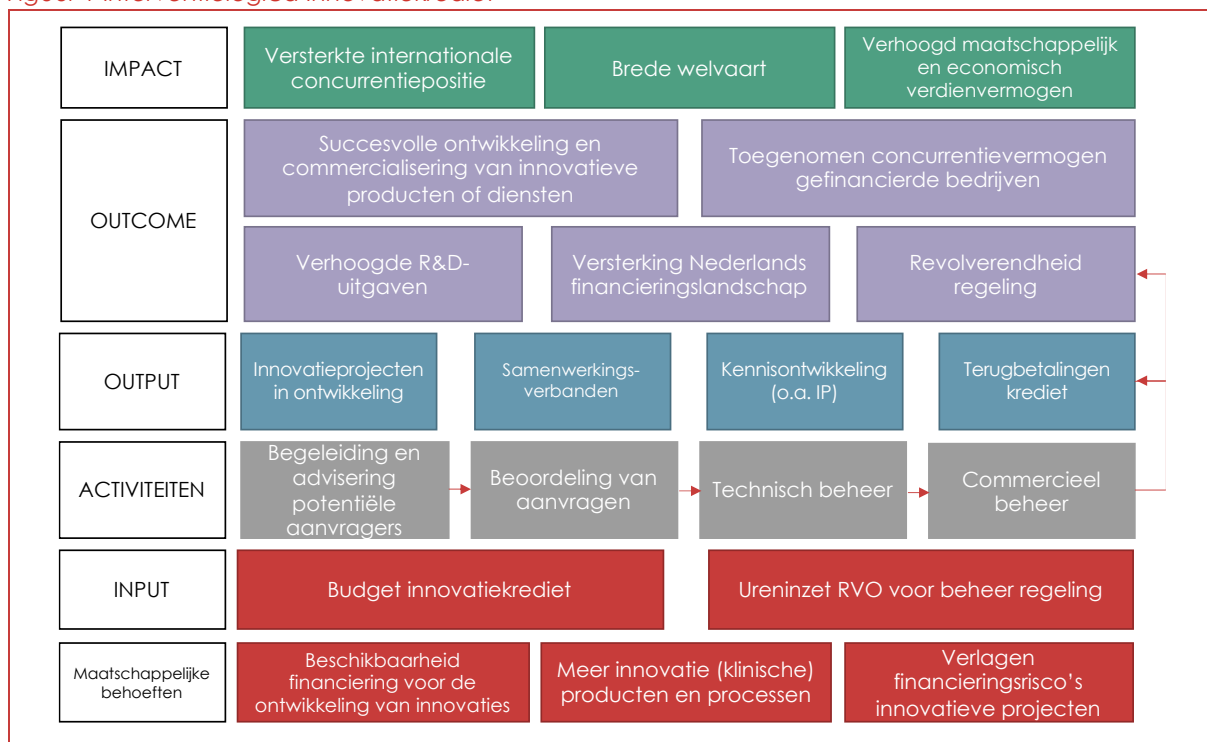 IMPACT
Versterkte internationale
concurrentiepositie
Brede welvaart
Verhoogd maatschappelijk
en economisch
verdienvermogen
OUTCOME
Succesvolle ontwikkeling en
commercialisering van innovatieve
producten of diensten
Toegenomen concurrentievermogen
gefinancierde bedrijven
Verhoogde R&D-
uitgaven
Versterking Nederlands
financieringslandschap
Revolverendheid
regeling
OUTPUT
Innovatieprojecten
in ontwikkeling
Samenwerkings-
verbanden
Kennisontwikkeling
(o.a. IP)
Terugbetalingen
krediet
ACTIVITEITEN
Begeleiding en
advisering
potentiële
aanvragers
Beoordeling van
aanvragen
Technisch beheer
Commercieel
beheer
INPUT
Budget innovatiekrediet
Ureninzet RVO voor beheer regeling
Maatschappelijke
behoeften
Beschikbaarheid
financiering voor de
ontwikkeling van innovaties
Meer innovatie (klinische)
producten en processen
Verlagen
financieringsrisco's
innovatieve projecten